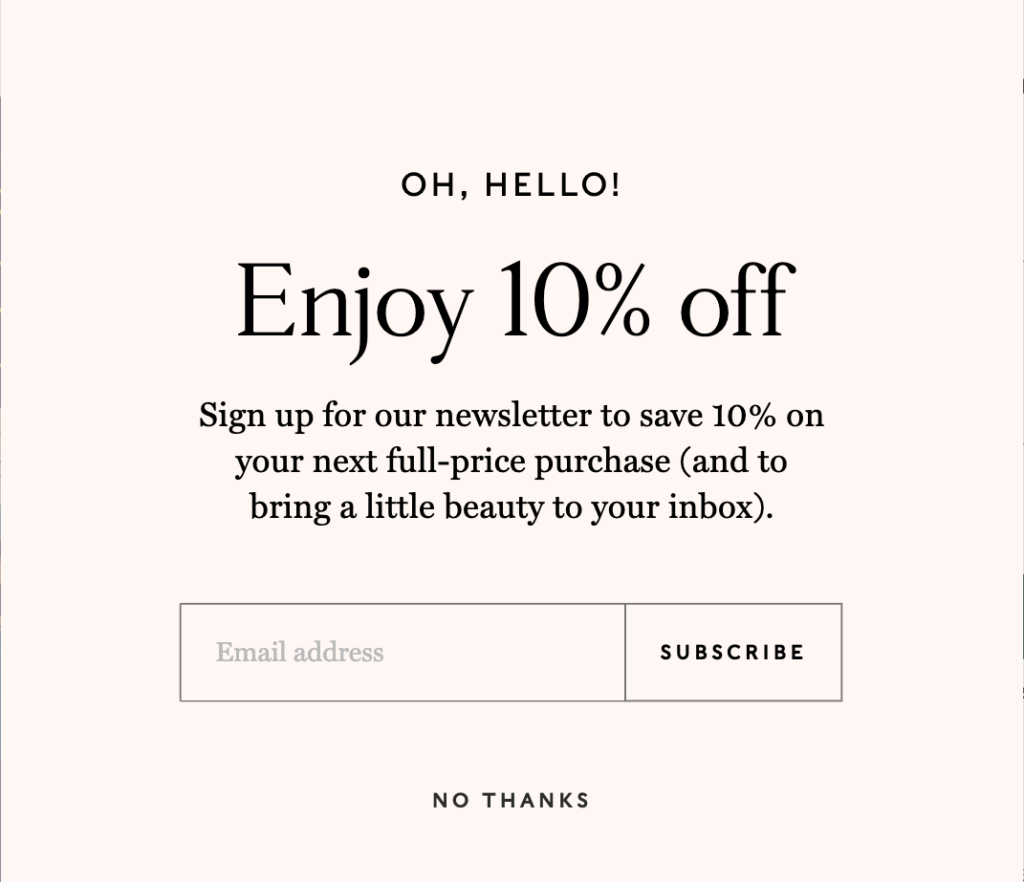 OH, HELLO!
Enjoy 10% off
Sign up for our newsletter to save 10% on
your next full-price purchase (and to
bring a little beauty to your inbox).
Email address
SUBSCRIBE
NO THANKS